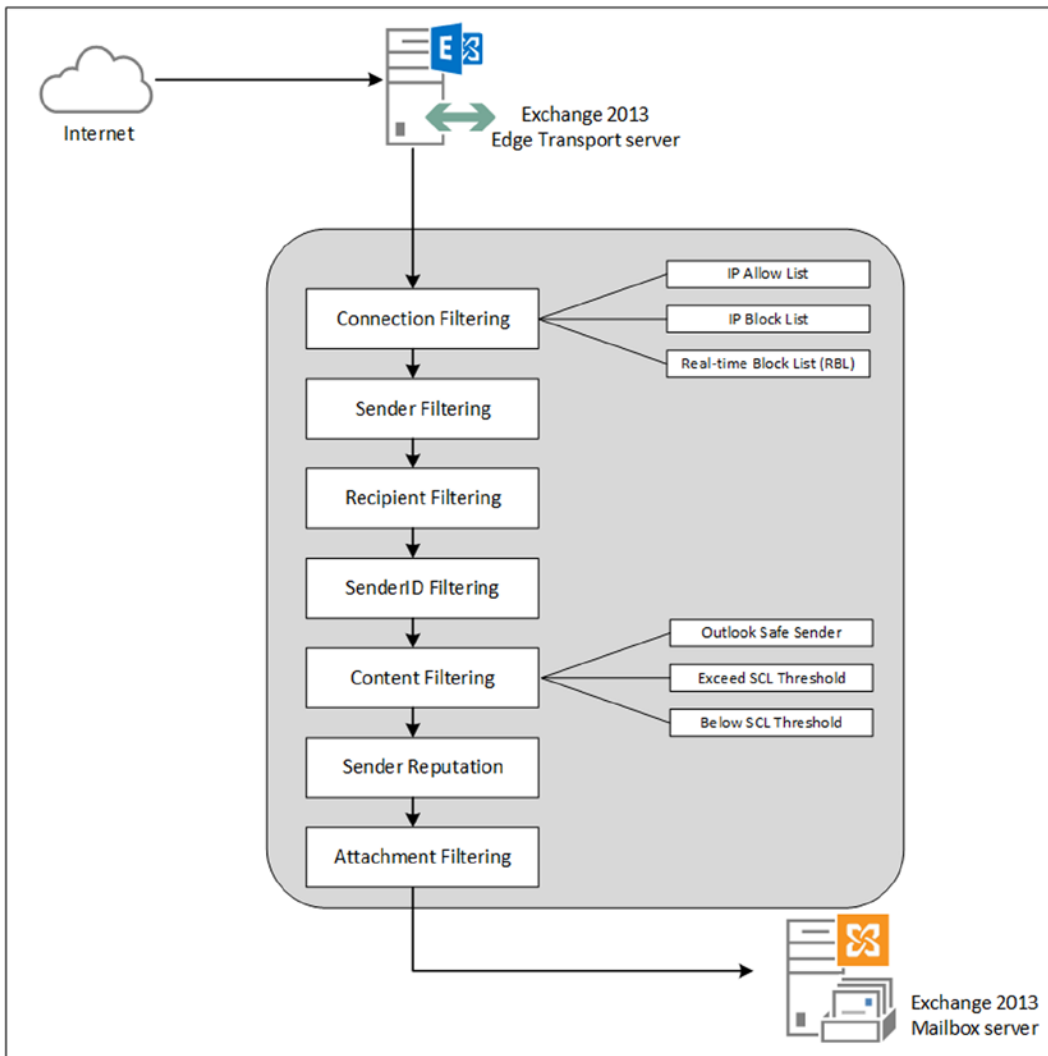 Internet
E
Exchange 2013
Edge Transport server
Connection Filtering
IP Allow List
IP Block List
Real-time Block List (RBL)
Sender Filtering
Recipient Filtering
SenderID Filtering
Content Filtering
Outlook Safe Sender
Exceed SCL Threshold
Below SCL Threshold
Sender Reputation
Attachment Filtering
Exchange 2013
Mailbox server